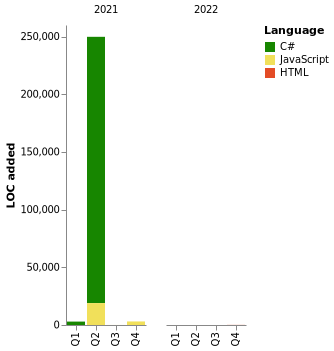 2021
2022
Language
C#
JavaScript
HTML
LOC added
250,000
200,000
150,000
100,000
50,000
0
Q1
Q2
Q3
Q4
Q1
Q2
Q3
Q4